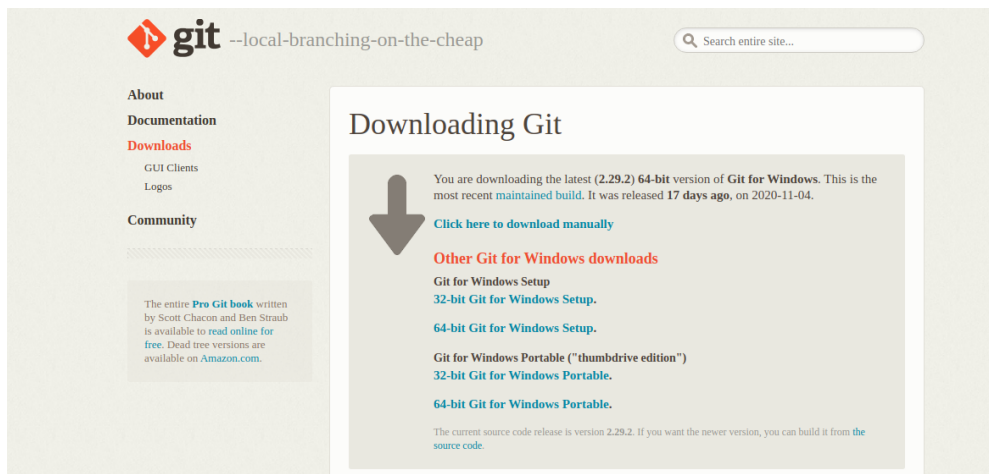 git --local-branching-on-the-cheap
Search entire site...
About
Documentation
Downloads
GUI Clients
Logos
Community
The entire Pro Git book written
by Scott Chacon and Ben Straub
is available to read online for
free. Dead tree versions are
available on Amazon.com.
Downloading Git
You are downloading the latest (2.29.2) 64-bit version of Git for Windows. This is the
most recent maintained build. It was released 17 days ago, on 2020-11-04.
Click here to download manually
Other Git for Windows downloads
Git for Windows Setup
32-bit Git for Windows Setup.
64-bit Git for Windows Setup.
Git for Windows Portable ("thumbdrive edition")
32-bit Git for Windows Portable.
64-bit Git for Windows Portable.
The current source code release is version 2.29.2. If you want the newer version, you can build it from the
source code.